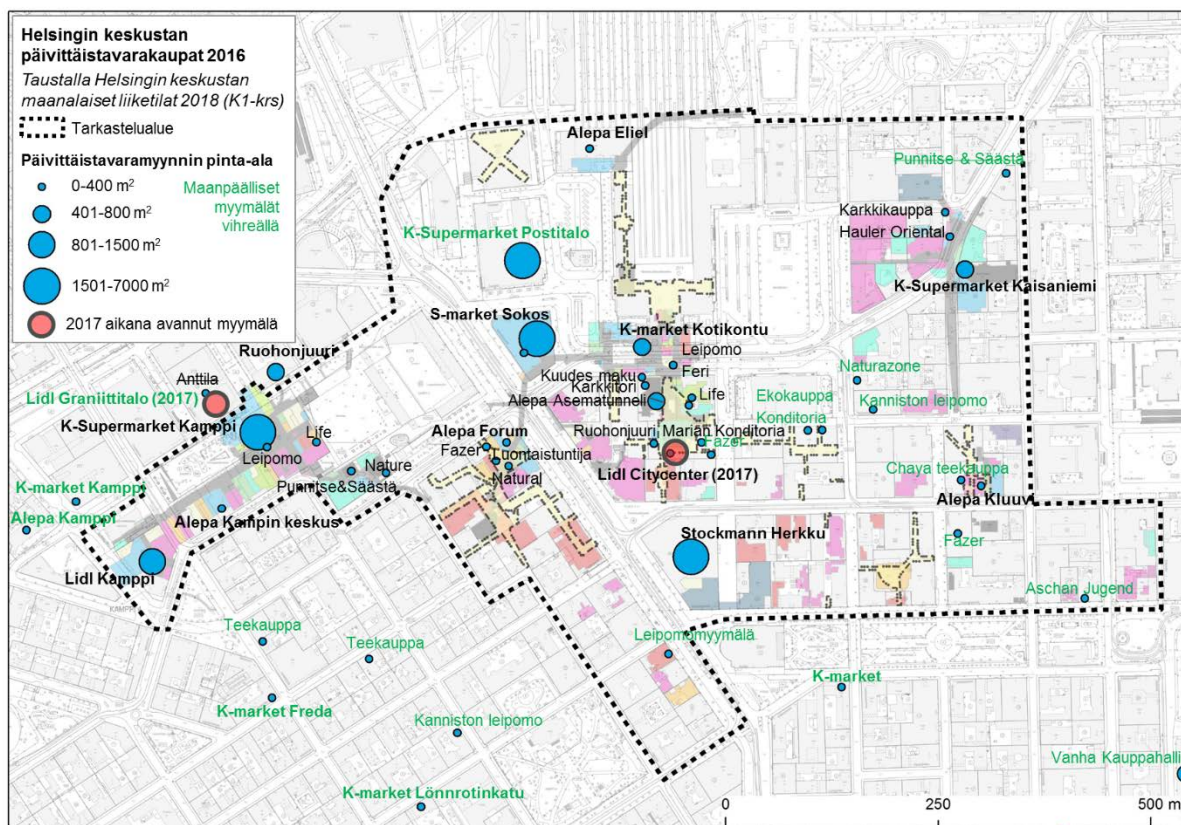 Helsingin keskustan
päivittäistavarakaupat 2016
Taustalla Helsingin keskustan
maanalaiset liiketilat 2018 (K1-krs)
Tarkastelualue
Päivittäistavaramyynnin pinta-ala
0-400 m²
401-800 m²
801-1500 m²
1501-7000 m²
2017 aikana avannut myymälä
Maanpäälliset
myymälät
vihreällä
Alepa Eliel
Punnitse & Säästä
Karkkikauppa
Hauler Oriental
K-Supermarket Postitalo
K-Supermarket Kaisaniemi
S-market Sokos
K-market Kotikontu
Leipomo
Feri
Ruohonjuuri
Anttila
Lidl Graniittitalo (2017)
K-Supermarket Kamppi
Kuudes maku
Karkkitori
Alepa Asematunneli
Life
Naturazone
Kanniston leipomo
Ekokauppa
Konditoria
Ruohonjuuri
Marian Konditoria
Fazer
Life
Leipomo
Alepa Forum
Fazer
Luontaistuntija
Natural
Lidl Citycenter (2017)
Nature
Punnitse&Säästä
Chaya teekauppa
Alepa Kluuvi
K-market Kamppi
Alepa Kamppi
Alepa Kampin keskus
Lidl Kamppi
Stockmann Herkku
Fazer
Aschan Jugend
KAMPPI
Teekauppa
Teekauppa
Leipomomyymälä
K-market
K-market Freda
Kanniston leipomo
Vanha Kauppahalli
K-market Lönnrotinkatu
0 250 500 m